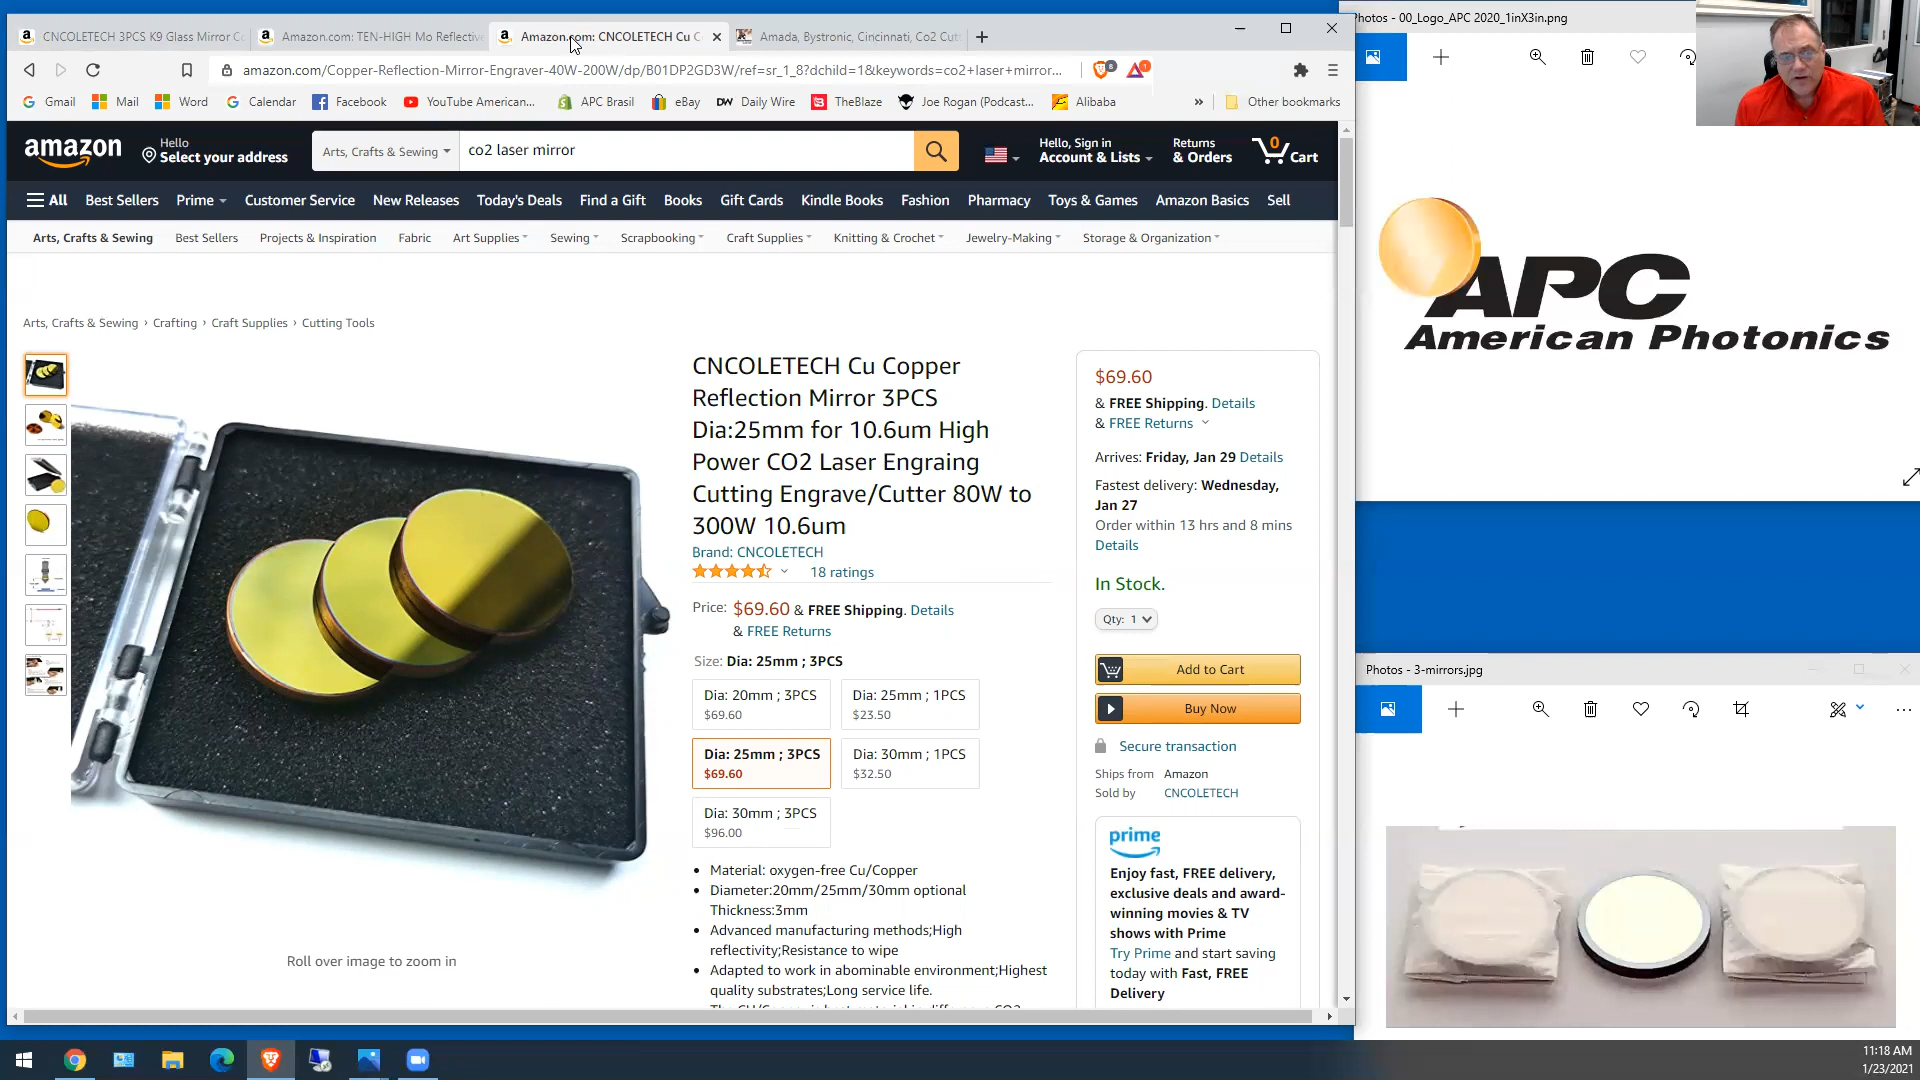 CNCOLETECH 3PCS K9 Glass Mirror Co
Amazon.com: TEN-HIGH Mo Reflective
Amazon.com: CNCOLETECH Cu C
Amada, Bystronic, Cincinnati, Co2 Cut
amazon.com/Copper-Reflection-Mirror-Engraver-40W-200W/dp/B01DP2GD3W/ref=sr_1_8?dchild=1&keywords=co2+laser+mirror...
8
1
Gmail
Mail
Word
Calendar
Facebook
YouTube American...
APC Brasil
eBay
DW Daily Wire
TheBlaze
Joe Rogan (Podcast...
Alibaba
»
Other bookmarks
amazon
Hello
Select your address
Arts, Crafts & Sewing
co2 laser mirror
Hello, Sign in
Account & Lists
Returns
& Orders
0
Cart
All
Best Sellers
Prime
Customer Service
New Releases
Today's Deals
Find a Gift
Books
Gift Cards
Kindle Books
Fashion
Pharmacy
Toys & Games
Amazon Basics
Sell
Arts, Crafts & Sewing
Best Sellers
Projects & Inspiration
Fabric
Art Supplies
Sewing
Scrapbooking
Craft Supplies
Knitting & Crochet
Jewelry-Making
Storage & Organization
Arts, Crafts & Sewing › Crafting › Craft Supplies › Cutting Tools
Roll over image to zoom in
CNCOLETECH Cu Copper
Reflection Mirror 3PCS
Dia:25mm for 10.6um High
Power CO2 Laser Engraing
Cutting Engrave/Cutter 80W to
300W 10.6um
Brand: CNCOLETECH
18 ratings
Price: $69.60 & FREE Shipping. Details
& FREE Returns
Size: Dia: 25mm ; 3PCS
Dia: 20mm ; 3PCS
$69.60
Dia: 25mm ; 1PCS
$23.50
Dia: 25mm ; 3PCS
$69.60
Dia: 30mm ; 1PCS
$32.50
Dia: 30mm ; 3PCS
$96.00
• Material: oxygen-free Cu/Copper
• Diameter:20mm/25mm/30mm optional
Thickness:3mm
• Advanced manufacturing methods;High
reflectivity;Resistance to wipe
• Adapted to work in abominable environment;Highest
quality substrates;Long service life.
$69.60
& FREE Shipping. Details
& FREE Returns
Arrives: Friday, Jan 29 Details
Fastest delivery: Wednesday,
Jan 27
Order within 13 hrs and 8 mins
Details
In Stock.
Qty: 1
Add to Cart
Buy Now
Secure transaction
Ships from Amazon
Sold by CNCOLETECH
prime
Enjoy fast, FREE delivery,
exclusive deals and award-
winning movies & TV
shows with Prime
Try Prime and start saving
today with Fast, FREE
Delivery
Photos - 00_Logo_APC 2020_1inX3in.png
APC
American Photonics
Photos - 3-mirrors.jpg
11:18 AM
1/23/2021